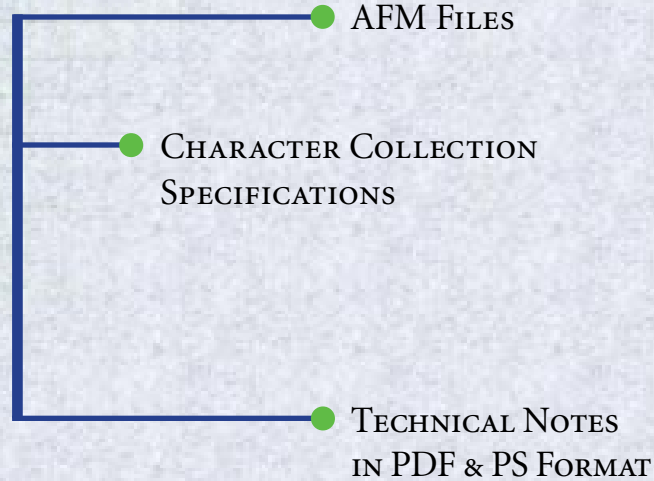 AFM Files
Character Collection
Specifications
Technical Notes
in PDF & PS Format